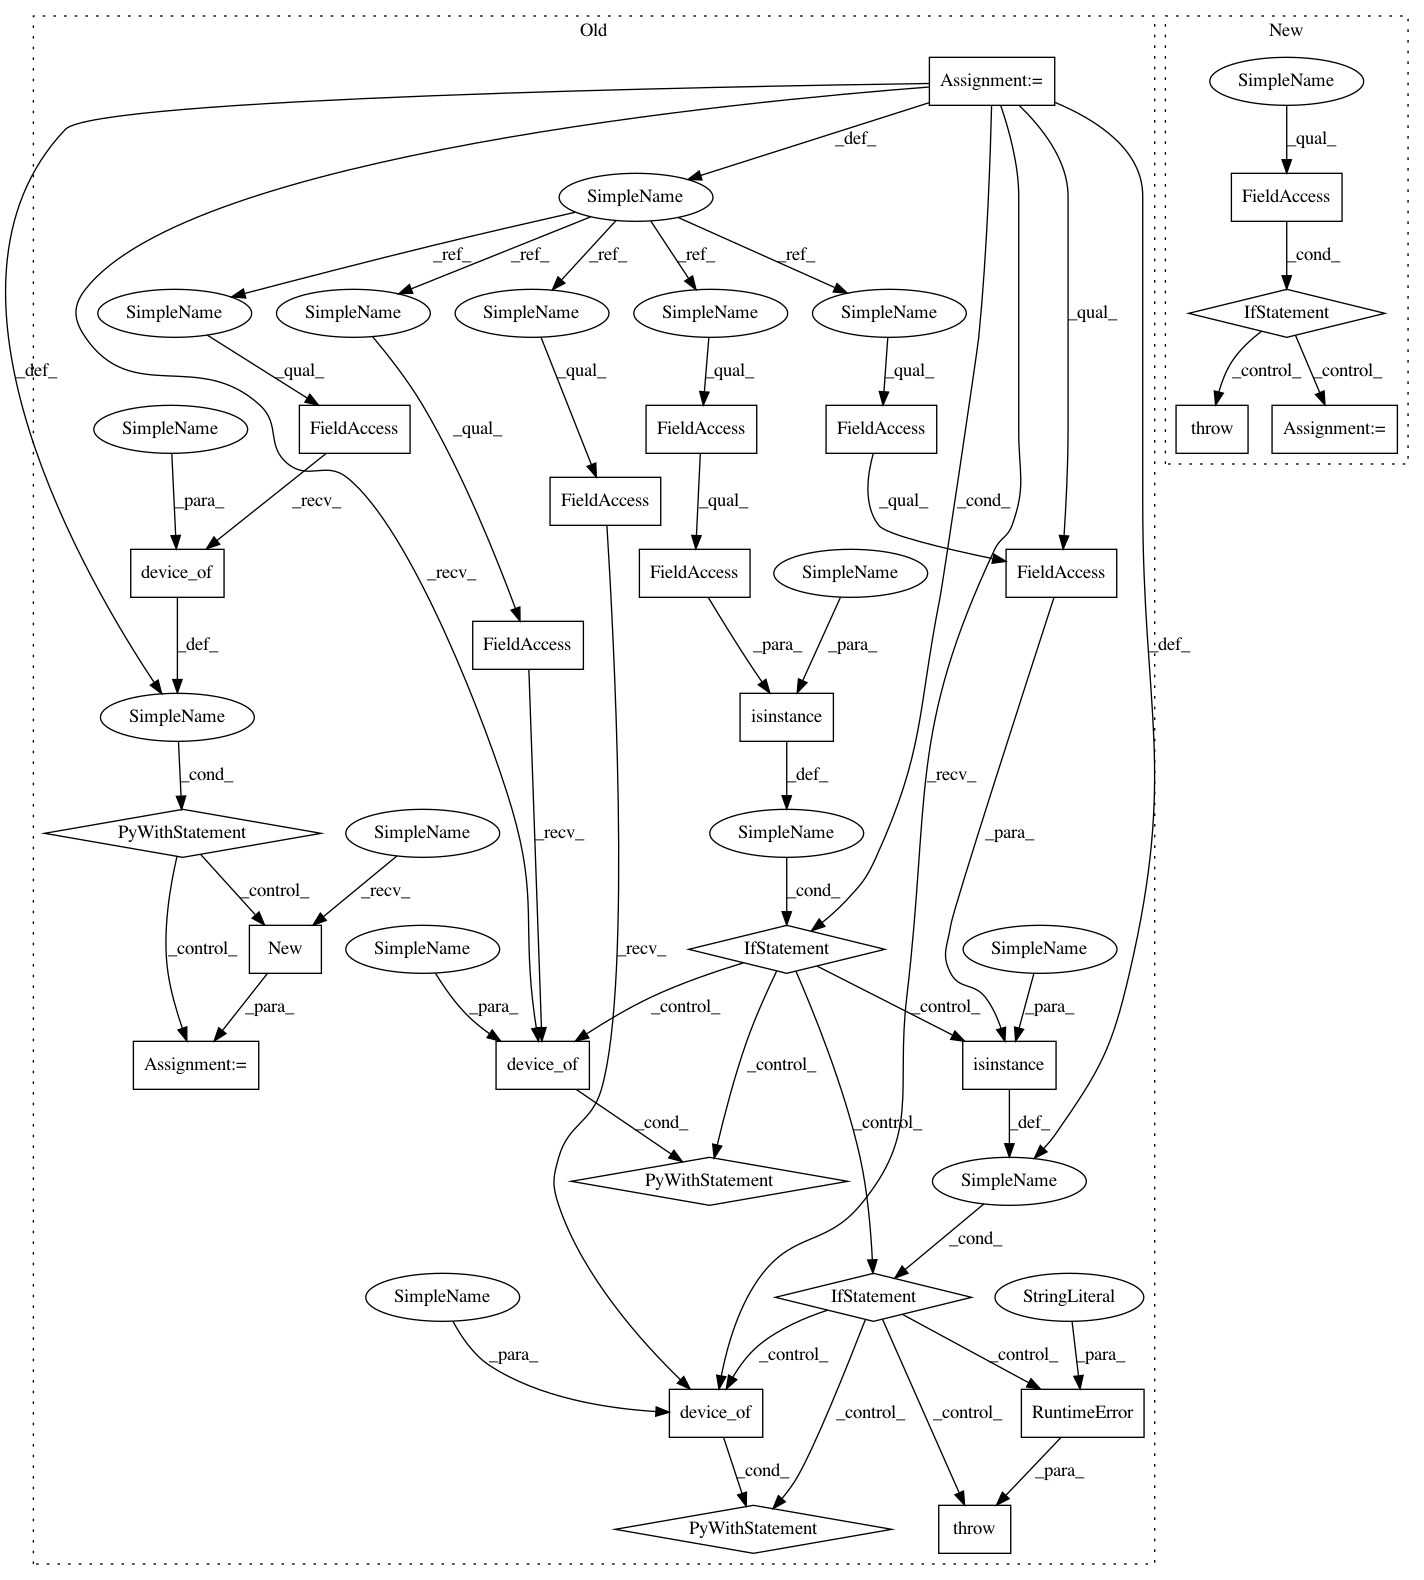 Old
New
Assignment:=
SimpleName
_def_
_qual_
SimpleName
FieldAccess
_ref_
_ref_
_ref_
_ref_
_ref_
_cond_
SimpleName
SimpleName
SimpleName
SimpleName
SimpleName
_qual_
IfStatement
_def_
_qual_
_qual_
_qual_
_qual_
_control_
_control_
SimpleName
FieldAccess
_qual_
FieldAccess
FieldAccess
throw
Assignment:=
_para_
_recv_
FieldAccess
_qual_
_qual_
_cond_
device_of
_recv_
FieldAccess
SimpleName
FieldAccess
_def_
FieldAccess
_para_
_para_
_def_
SimpleName
isinstance
_cond_
_def_
_recv_
PyWithStatement
SimpleName
_recv_
SimpleName
_para_
_control_
_recv_
_cond_
_control_
New
SimpleName
_recv_
IfStatement
SimpleName
_para_
_para_
_control_
_control_
_para_
Assignment:=
device_of
_control_
isinstance
_cond_
_control_
_def_
PyWithStatement
SimpleName
_cond_
SimpleName
IfStatement
StringLiteral
_para_
_control_
_control_
_para_
device_of
_control_
_control_
RuntimeError
_cond_
_para_
PyWithStatement
throw